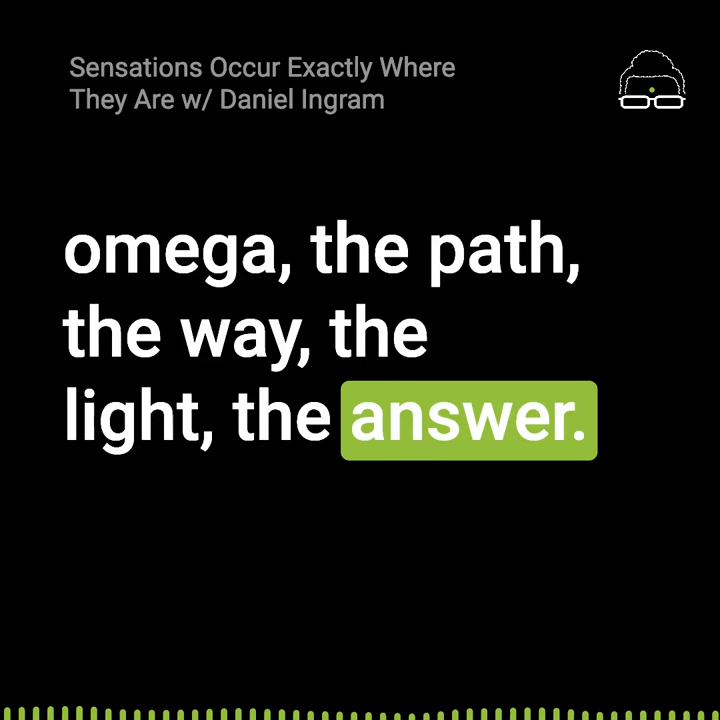 Sensations Occur Exactly Where
They Are w/ Daniel Ingram
omega, the path,
the way, the
light, the answer.